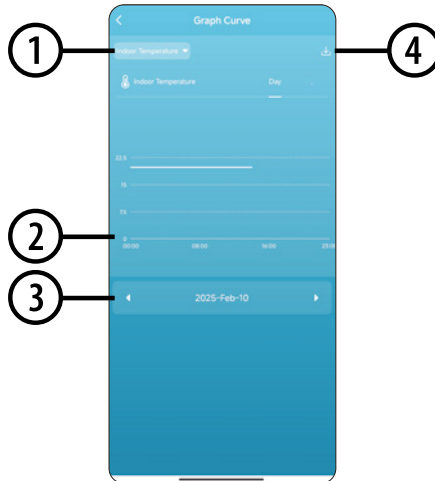 Graph Curve
1
Indoor Temperature
4
Indoor Temperature Day
22.5
15
7.5
2
0
00:00 08:00 16:00 23:00
3
2025-Feb-10